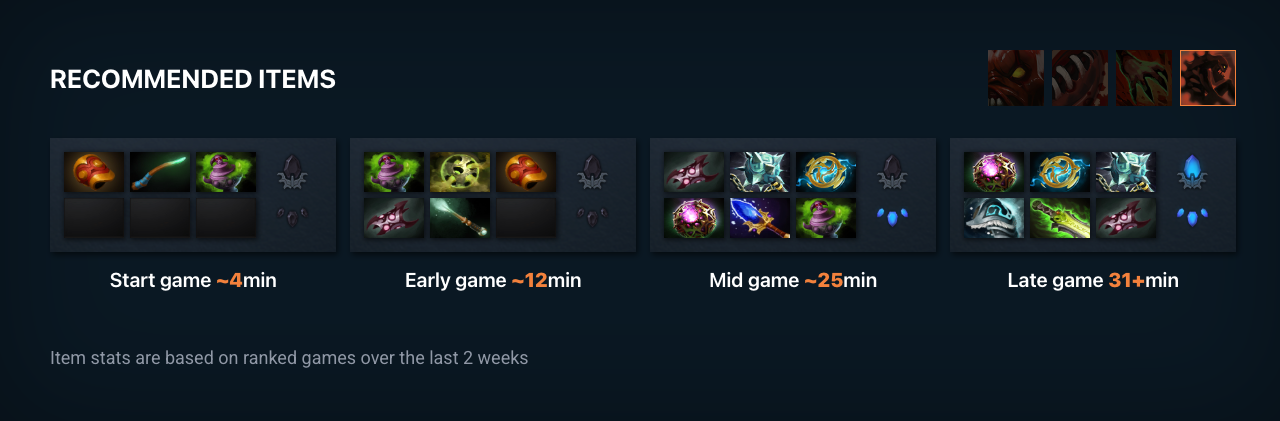 RECOMMENDED ITEMS
Start game ~4min
Early game ~12min
Mid game ~25min
Late game 31+min
Item stats are based on ranked games over the last 2 weeks